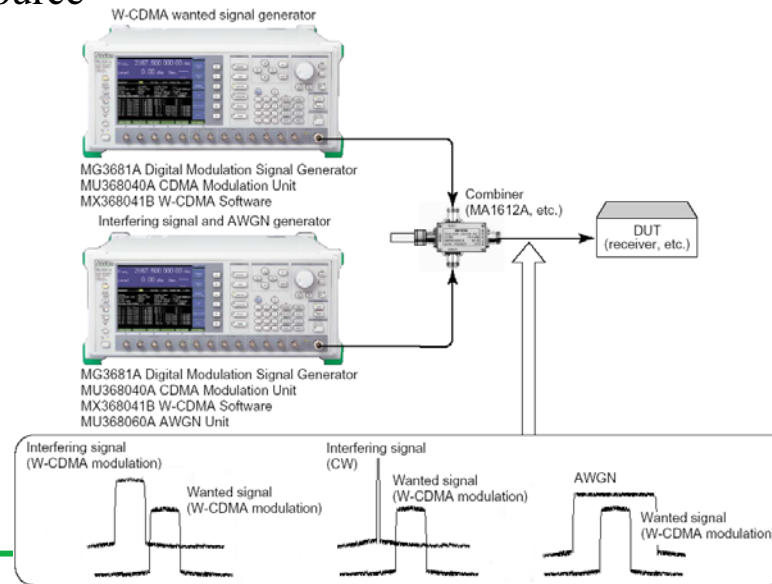 W-CDMA wanted signal generator
MG3681A Digital Modulation Signal Generator
MU368040A CDMA Modulation Unit
MX368041B W-CDMA Software
Interfering signal and AWGN generator
MG3681A Digital Modulation Signal Generator
MU368040A CDMA Modulation Unit
MX368041B W-CDMA Software
MU368060A AWGN Unit
Combiner
(MA1612A, etc.)
DUT
(receiver, etc.)
Interfering signal
(W-CDMA modulation)
Wanted signal
(W-CDMA modulation)
Interfering signal
(CW)
Wanted signal
(W-CDMA modulation)
AWGN
Wanted signal
(W-CDMA modulation